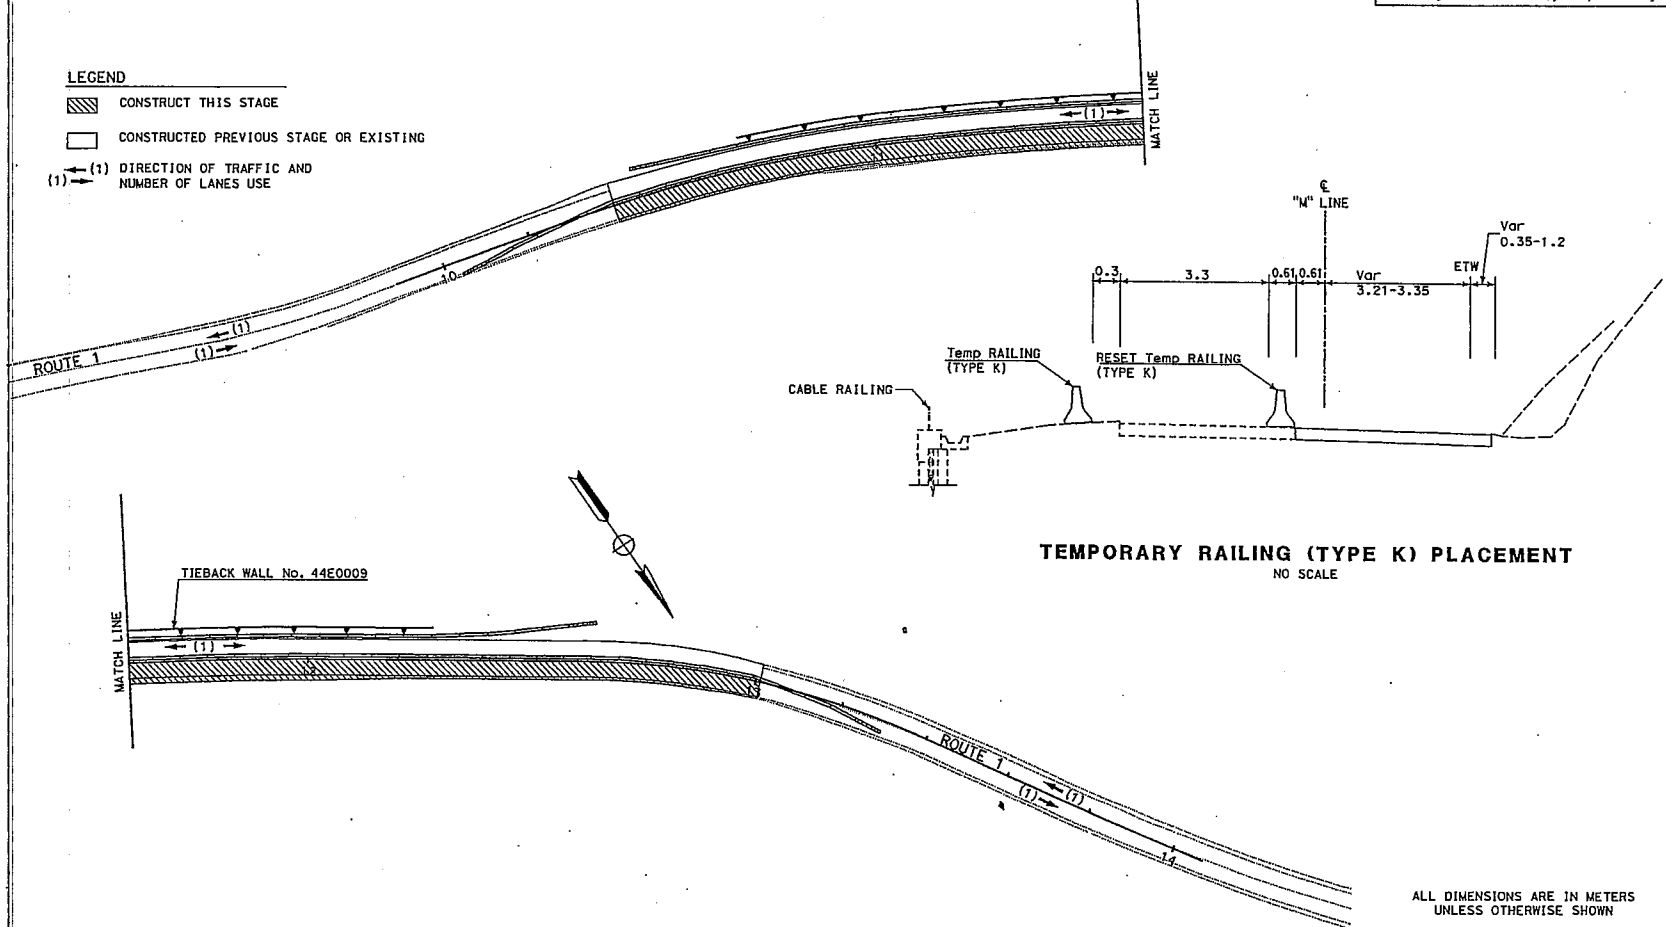 LEGEND
CONSTRUCT THIS STAGE
CONSTRUCTED PREVIOUS STAGE OR EXISTING
(1) DIRECTION OF TRAFFIC AND
(1) NUMBER OF LANES USE
(1)
MATCH LINE
10
(1)
(1)
ROUTE 1
℄
"M" LINE
Var
0.35-1.2
ETW
0.3
3.3
0.61
0.61
Var
3.21-3.35
Temp RAILING
(TYPE K)
RESET Temp RAILING
(TYPE K)
CABLE RAILING
TEMPORARY RAILING (TYPE K) PLACEMENT
NO SCALE
TIEBACK WALL No. 44E0009
MATCH LINE
(1)
ROUTE 1
(1)
(1)
14
ALL DIMENSIONS ARE IN METERS
UNLESS OTHERWISE SHOWN